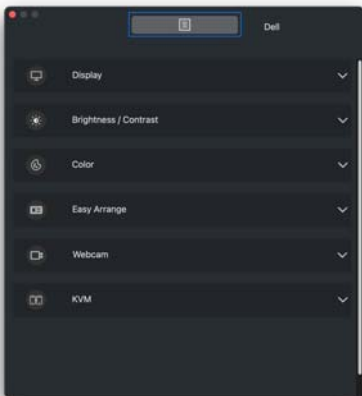 Dell
Display
Brightness / Contrast
Color
Easy Arrange
Webcam
KVM